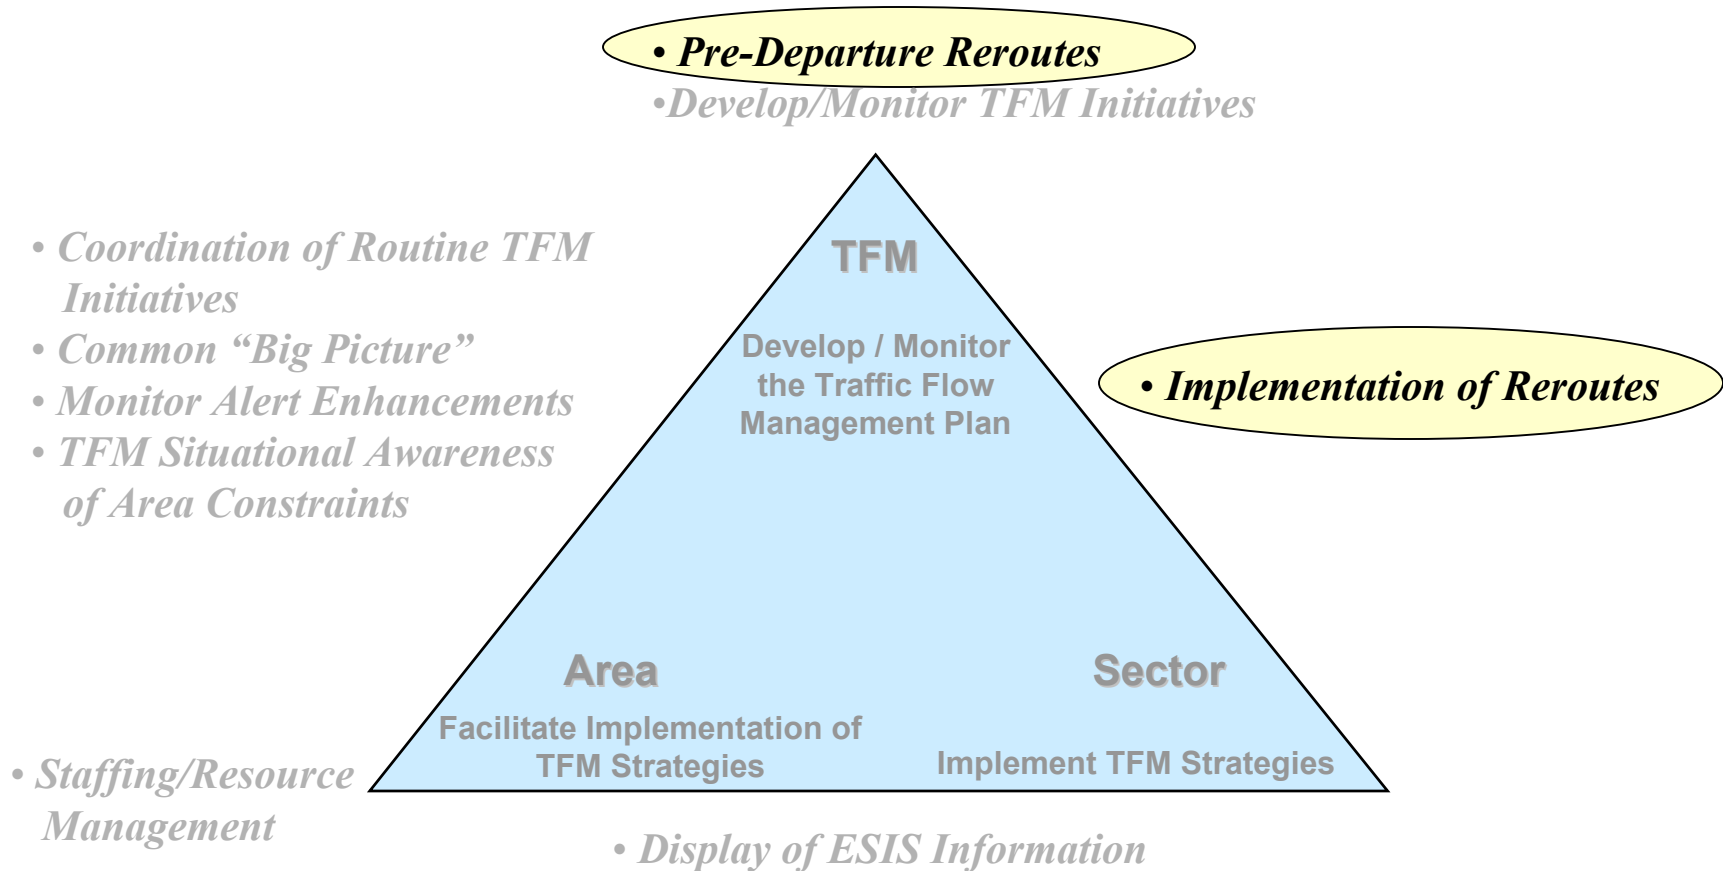 • Pre-Departure Reroutes
•Develop/Monitor TFM Initiatives
• Coordination of Routine TFM
Initiatives
• Common “Big Picture”
• Monitor Alert Enhancements
• TFM Situational Awareness
of Area Constraints
TFM
Develop / Monitor
the Traffic Flow
Management Plan
• Implementation of Reroutes
Area
Facilitate Implementation of
TFM Strategies
Sector
Implement TFM Strategies
• Staffing/Resource
Management
• Display of ESIS Information